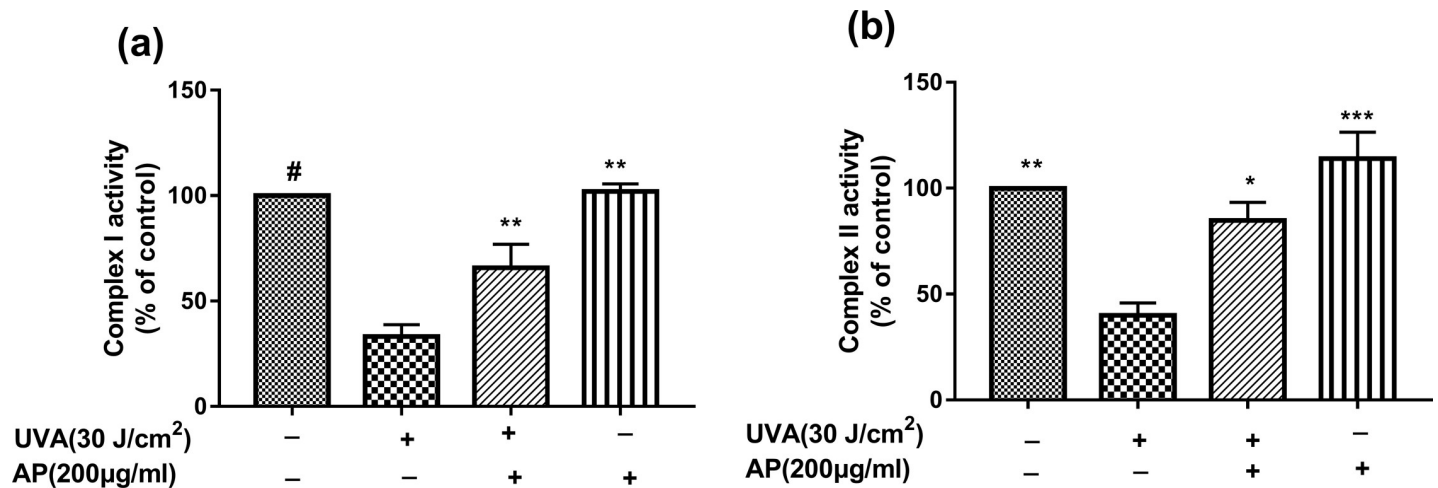 (a)
Complex I activity
(% of control)
150
100
50
0
#
**
**
UVA(30 J/cm²) – + + –
AP(200µg/ml) – – + +
(b)
Complex II activity
(% of control)
150
100
50
0
**
*
***
UVA(30 J/cm²) – + + –
AP(200µg/ml) – – + +